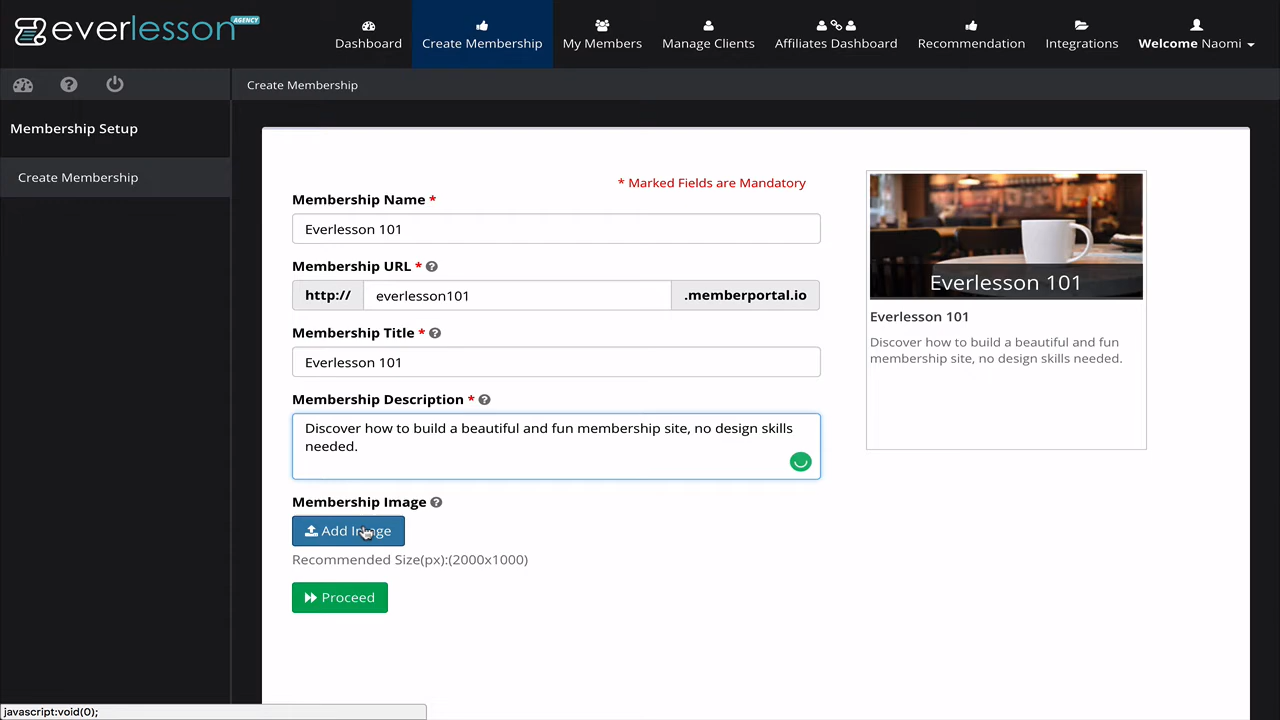 everlesson AGENCY
Dashboard
Create Membership
My Members
Manage Clients
Affiliates Dashboard
Recommendation
Integrations
Welcome Naomi
Create Membership
Membership Setup
Create Membership
* Marked Fields are Mandatory
Membership Name *
Everlesson 101
Membership URL *
http:// everlesson101 .memberportal.io
Membership Title *
Everlesson 101
Membership Description *
Discover how to build a beautiful and fun membership site, no design skills
needed.
Membership Image
Add Image
Recommended Size(px):(2000x1000)
Proceed
Everlesson 101
Everlesson 101
Discover how to build a beautiful and fun
membership site, no design skills needed.
javascript:void(0);